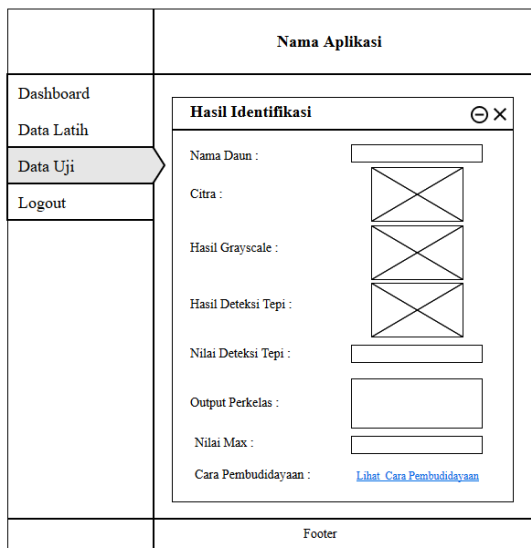 Nama Aplikasi
Dashboard
Data Latih
Data Uji
Logout
Hasil Identifikasi
Nama Daun :
Citra :
Hasil Grayscale :
Hasil Deteksi Tepi :
Nilai Deteksi Tepi :
Output Perkelas :
Nilai Max :
Cara Pembudidayaan : Lihat Cara Pembudidayaan
Footer